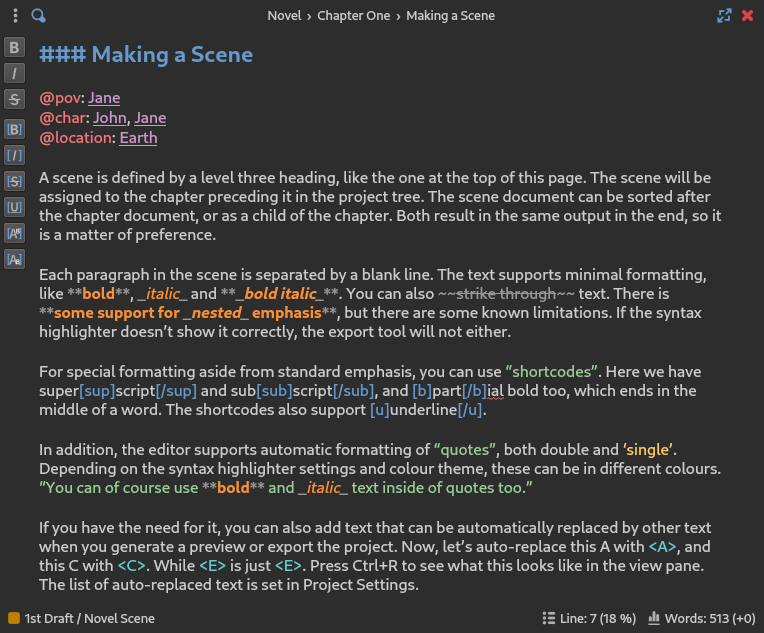 Novel › Chapter One › Making a Scene
B
### Making a Scene
I
@pov: Jane
S
@char: John, Jane
[B]
@location: Earth
[I]
A scene is defined by a level three heading, like the one at the top of this page. The scene will be
[S]
assigned to the chapter preceding it in the project tree. The scene document can be sorted after
[U]
the chapter document, or as a child of the chapter. Both result in the same output in the end, so it
[AB]
is a matter of preference.
[AB]
Each paragraph in the scene is separated by a blank line. The text supports minimal formatting,
like **bold**, _italic_ and **_bold italic_**. You can also ~~strike through~~ text. There is
**some support for _nested_ emphasis**, but there are some known limitations. If the syntax
highlighter doesn’t show it correctly, the export tool will not either.
For special formatting aside from standard emphasis, you can use “shortcodes”. Here we have
super[sup]script[/sup] and sub[sub]script[/sub], and [b]part[/b]ial bold too, which ends in the
middle of a word. The shortcodes also support [u]underline[/u].
In addition, the editor supports automatic formatting of “quotes”, both double and ‘single’.
Depending on the syntax highlighter settings and colour theme, these can be in different colours.
“You can of course use **bold** and _italic_ text inside of quotes too.”
If you have the need for it, you can also add text that can be automatically replaced by other text
when you generate a preview or export the project. Now, let’s auto-replace this A with <A>, and
this C with <C>. While <E> is just <E>. Press Ctrl+R to see what this looks like in the view pane.
The list of auto-replaced text is set in Project Settings.
1st Draft / Novel Scene
Line: 7 (18 %)
Words: 513 (+0)